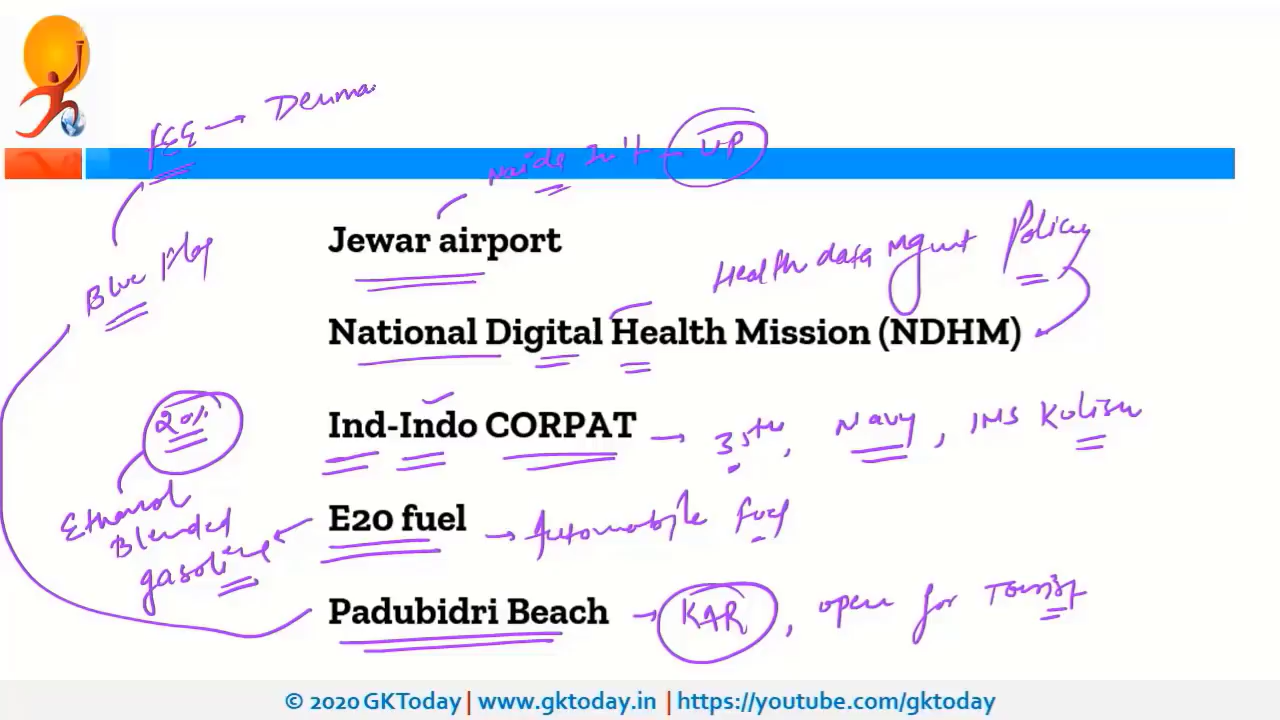 FEE → Denma
Noida Int'l - UP
Jewar airport
Blue flag
Health data Mgmt Policy
National Digital Health Mission (NDHM)
20%
Ind-Indo CORPAT → 35th, Navy, INS Kulish
Ethanol
Blended
gasoline
E20 fuel → Automobile fuel
Padubidri Beach → KAR, open for Tourist
© 2020 GKToday | www.gktoday.in | https://youtube.com/gktoday